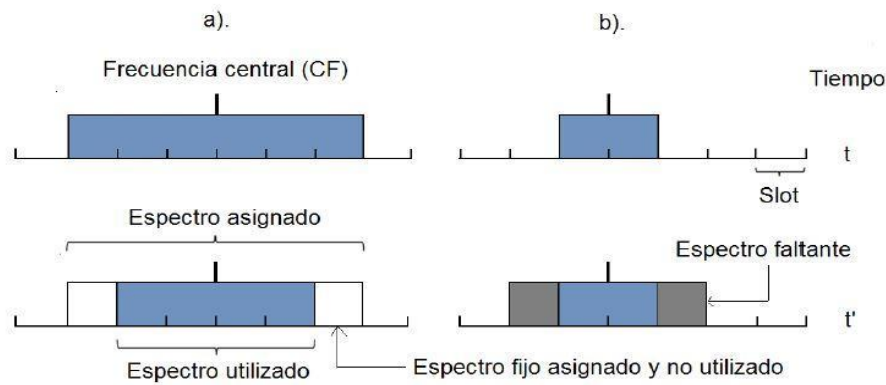 a).
b).
Frecuencia central (CF)
Tiempo
t
Slot
Espectro asignado
Espectro faltante
t'
Espectro utilizado
Espectro fijo asignado y no utilizado